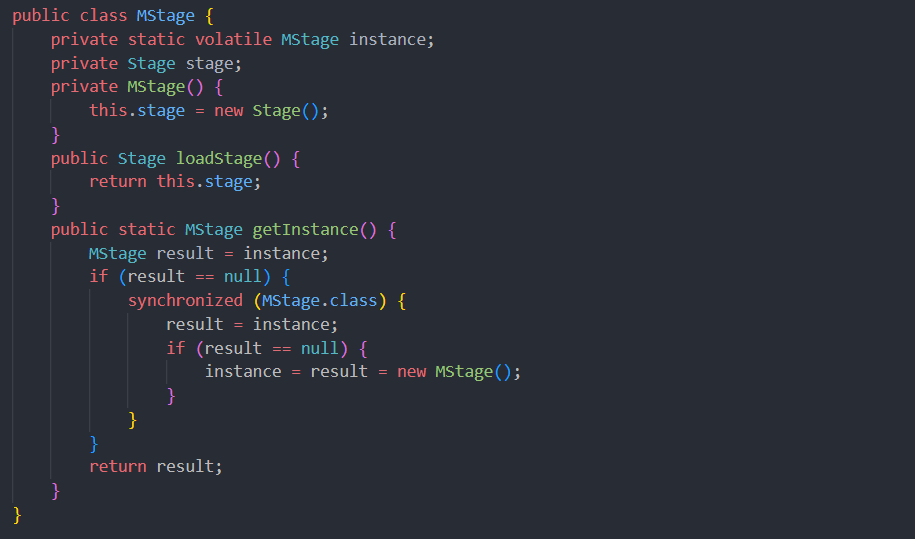 public class MStage {
    private static volatile MStage instance;
    private Stage stage;
    private MStage() {
        this.stage = new Stage();
    }
    public Stage loadStage() {
        return this.stage;
    }
    public static MStage getInstance() {
        MStage result = instance;
        if (result == null) {
            synchronized (MStage.class) {
                result = instance;
                if (result == null) {
                    instance = result = new MStage();
                }
            }
        }
        return result;
    }
}